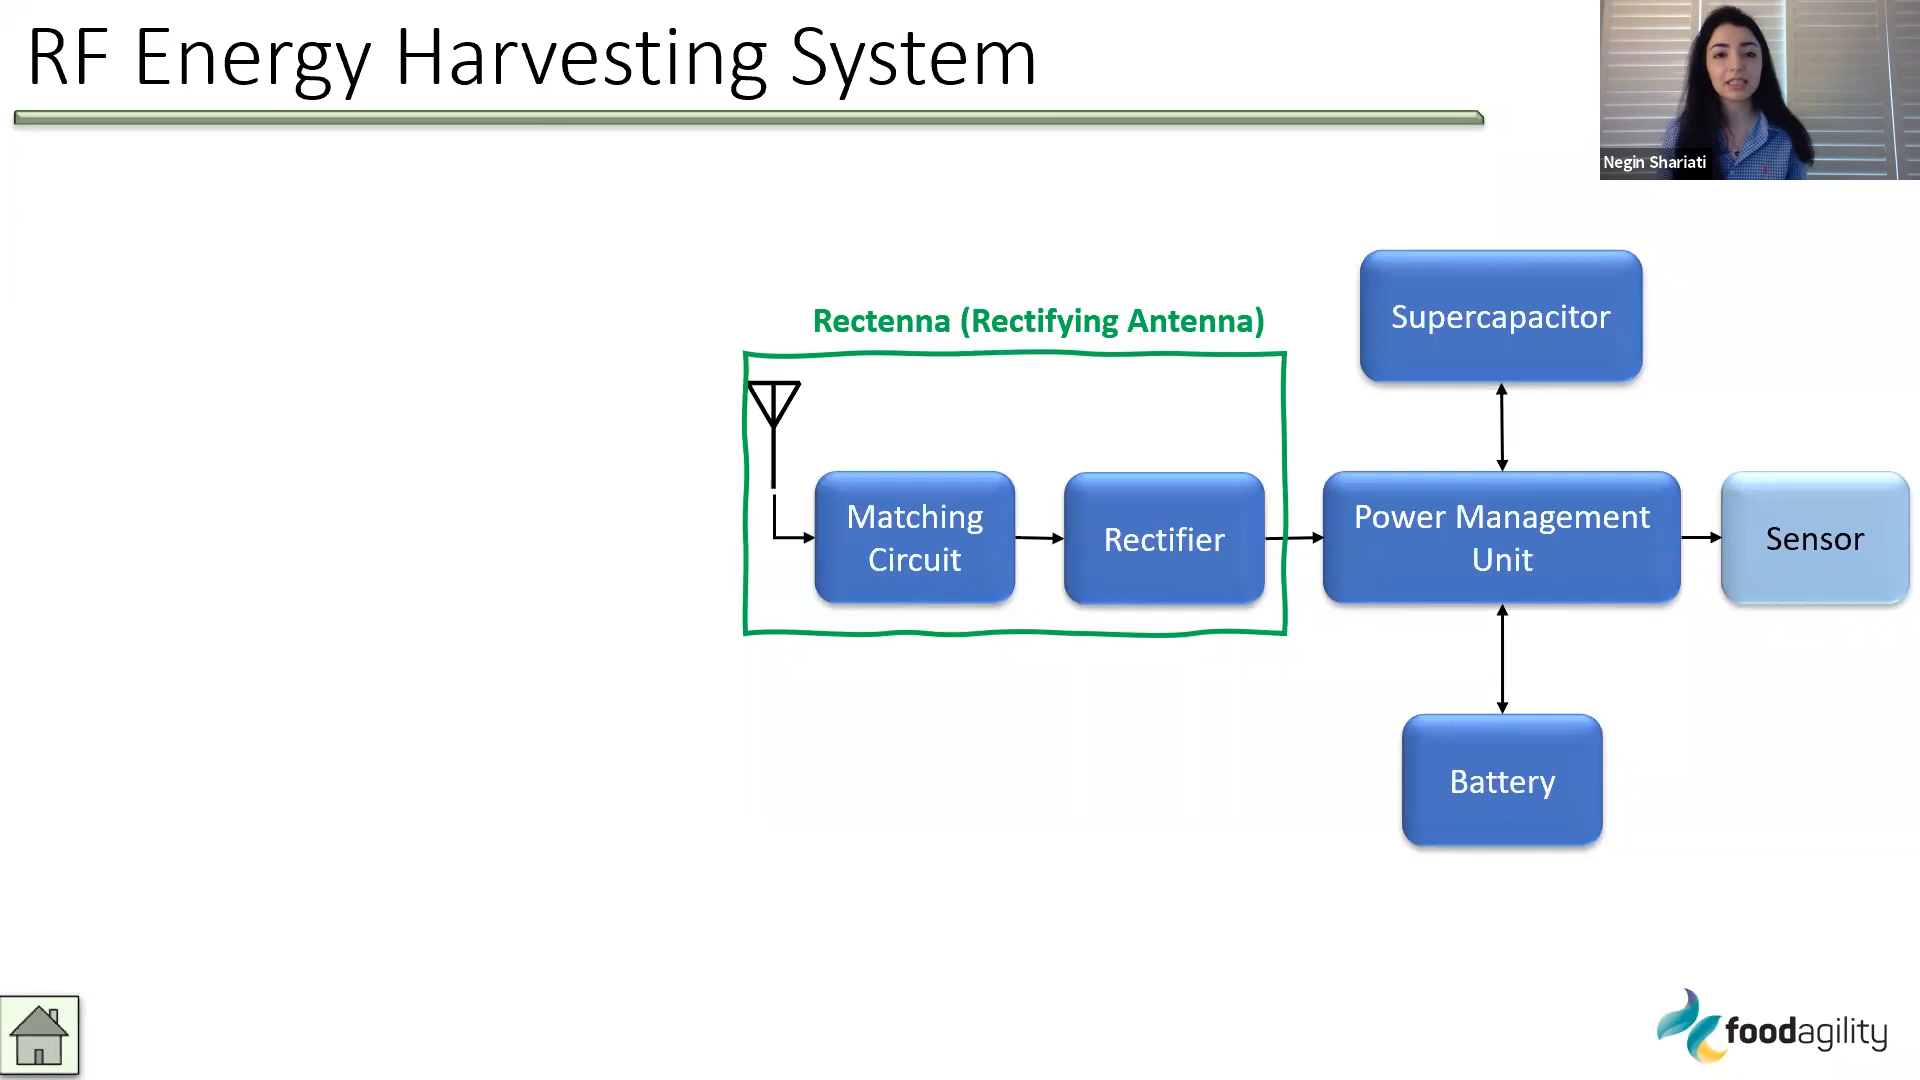 RF Energy Harvesting System
Negin Shariati
Rectenna (Rectifying Antenna)
Supercapacitor
Matching
Circuit
Rectifier
Power Management
Unit
Sensor
Battery
foodagility